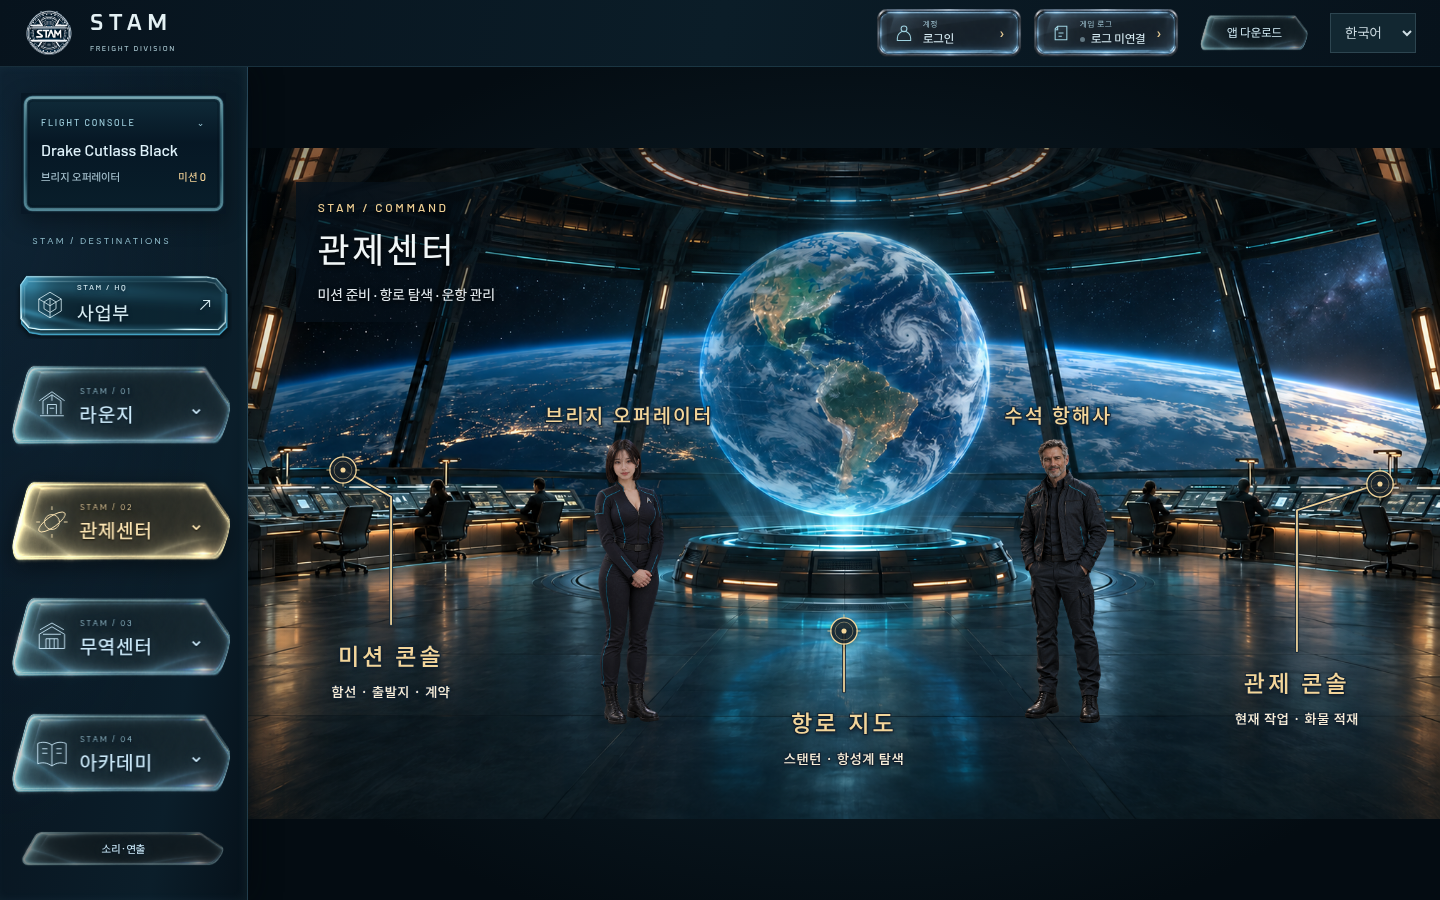 STAM
STAM
FREIGHT DIVISION
계정
로그인
게임 로그
로그 미연결
앱 다운로드
한국어
FLIGHT CONSOLE
Drake Cutlass Black
브리지 오퍼레이터 미션 0
STAM / DESTINATIONS
STAM / HQ
사업부
STAM / 01
라운지
STAM / 02
관제센터
STAM / 03
무역센터
STAM / 04
아카데미
소리·연출
STAM / COMMAND
관제센터
미션 준비 · 항로 탐색 · 운항 관리
브리지 오퍼레이터
수석 항해사
미션 콘솔
함선 · 출발지 · 계약
항로 지도
스탠턴 · 항성계 탐색
관제 콘솔
현재 작업 · 화물 적재